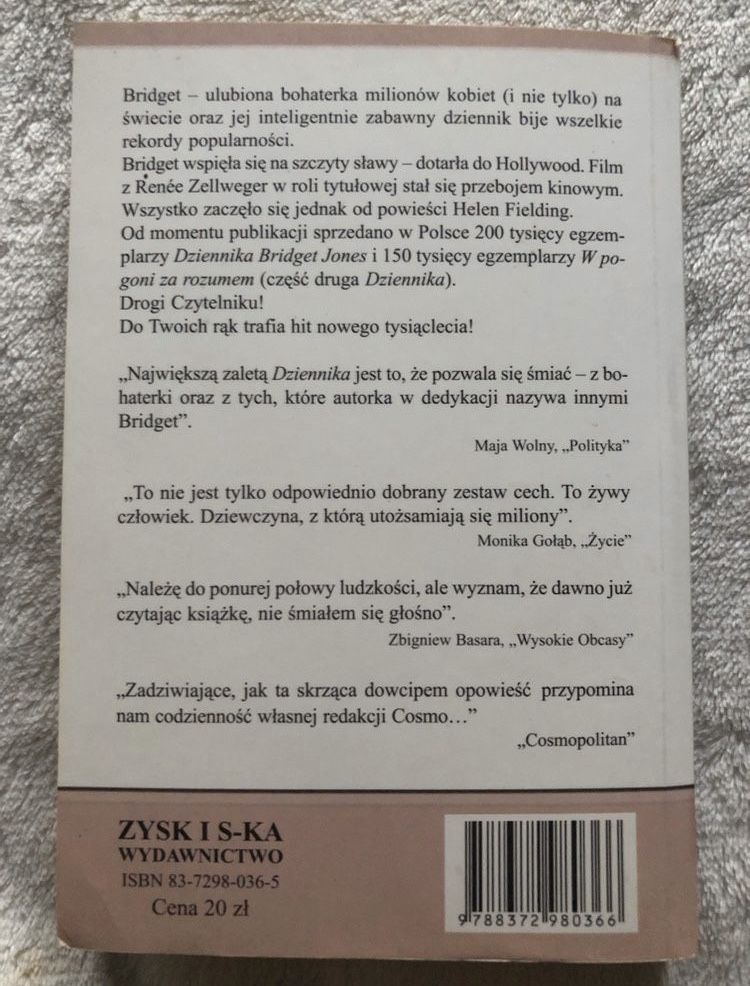 Bridget – ulubiona bohaterka milionów kobiet (i nie tylko) na
świecie oraz jej inteligentnie zabawny dziennik bije wszelkie
rekordy popularności.
Bridget wspięła się na szczyty sławy – dotarła do Hollywood. Film
z Renée Zellweger w roli tytułowej stał się przebojem kinowym.
Wszystko zaczęło się jednak od powieści Helen Fielding.
Od momentu publikacji sprzedano w Polsce 200 tysięcy egzem-
plarzy Dziennika Bridget Jones i 150 tysięcy egzemplarzy W po-
goni za rozumem (część druga Dziennika).
Drogi Czytelniku!
Do Twoich rąk trafia hit nowego tysiąclecia!
„Największą zaletą Dziennika jest to, że pozwala się śmiać – z bo-
haterki oraz z tych, które autorka w dedykacji nazywa innymi
Bridget”.
Maja Wolny, „Polityka”
„To nie jest tylko odpowiednio dobrany zestaw cech. To żywy
człowiek. Dziewczyna, z którą utożsamiają się miliony”.
Monika Gołąb, „Życie”
„Należę do ponurej połowy ludzkości, ale wyznam, że dawno już
czytając książkę, nie śmiałem się głośno”.
Zbigniew Basara, „Wysokie Obcasy”
„Zadziwiające, jak ta skrząca dowcipem opowieść przypomina
nam codzienność własnej redakcji Cosmo…”
„Cosmopolitan”
ZYSK I S-KA
WYDAWNICTWO
ISBN 83-7298-036-5
Cena 20 zł
9 788372 980366